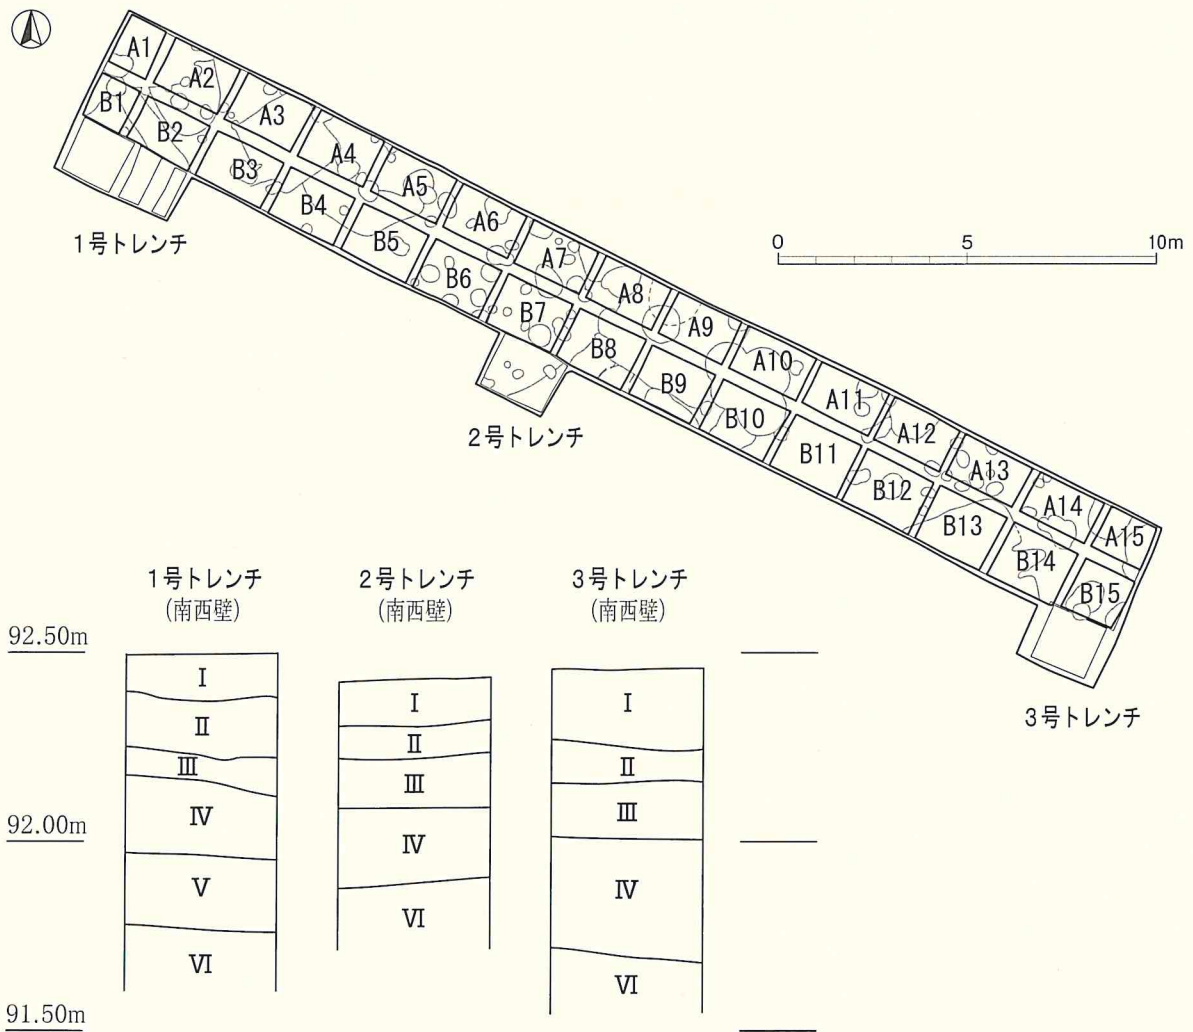 A1
A2
A3
A4
A5
A6
A7
A8
A9
A10
A11
A12
A13
A14
A15
B1
B2
B3
B4
B5
B6
B7
B8
B9
B10
B11
B12
B13
B14
B15
1号トレンチ
2号トレンチ
3号トレンチ
0 5 10m
1号トレンチ
(南西壁)
2号トレンチ
(南西壁)
3号トレンチ
(南西壁)
92.50m
92.00m
91.50m
Ⅰ
Ⅱ
Ⅲ
Ⅳ
Ⅴ
Ⅵ
Ⅰ
Ⅱ
Ⅲ
Ⅳ
Ⅵ
Ⅰ
Ⅱ
Ⅲ
Ⅳ
Ⅵ